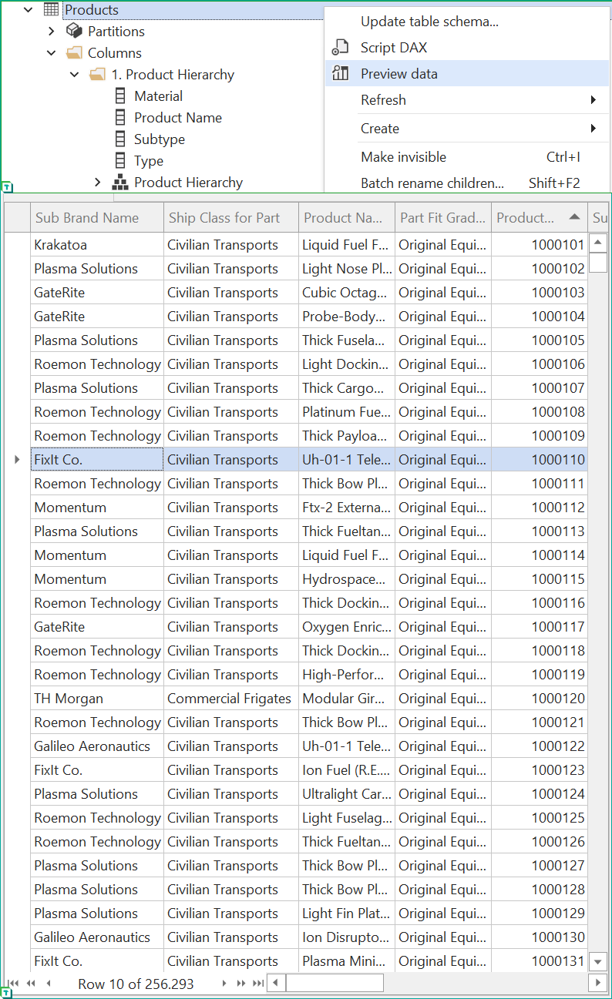 Products
Partitions
Columns
1. Product Hierarchy
Material
Product Name
Subtype
Type
Product Hierarchy
Update table schema...
Script DAX
Preview data
Refresh
Create
Make invisible Ctrl+I
Batch rename children... Shift+F2
Sub Brand Name Ship Class for Part Product Na... Part Fit Grad... Product... Su
Krakatoa Civilian Transports Liquid Fuel F... Original Equi... 1000101
Plasma Solutions Civilian Transports Light Nose Pl... Original Equi... 1000102
GateRite Civilian Transports Cubic Octag... Original Equi... 1000103
GateRite Civilian Transports Probe-Body... Original Equi... 1000104
Plasma Solutions Civilian Transports Thick Fusela... Original Equi... 1000105
Roemon Technology Civilian Transports Light Dockin... Original Equi... 1000106
Plasma Solutions Civilian Transports Thick Cargo... Original Equi... 1000107
Roemon Technology Civilian Transports Platinum Fue... Original Equi... 1000108
Roemon Technology Civilian Transports Thick Payloa... Original Equi... 1000109
FixIt Co. Civilian Transports Uh-01-1 Tele... Original Equi... 1000110
Roemon Technology Civilian Transports Thick Bow Pl... Original Equi... 1000111
Momentum Civilian Transports Ftx-2 Externa... Original Equi... 1000112
Plasma Solutions Civilian Transports Thick Fueltan... Original Equi... 1000113
Momentum Civilian Transports Liquid Fuel F... Original Equi... 1000114
Momentum Civilian Transports Hydrospace... Original Equi... 1000115
Roemon Technology Civilian Transports Thick Dockin... Original Equi... 1000116
GateRite Civilian Transports Oxygen Enric... Original Equi... 1000117
Roemon Technology Civilian Transports Thick Dockin... Original Equi... 1000118
Roemon Technology Civilian Transports High-Perfor... Original Equi... 1000119
TH Morgan Commercial Frigates Modular Gir... Original Equi... 1000120
Roemon Technology Civilian Transports Thick Bow Pl... Original Equi... 1000121
Galileo Aeronautics Civilian Transports Uh-01-1 Tele... Original Equi... 1000122
FixIt Co. Civilian Transports Ion Fuel (R.E.... Original Equi... 1000123
Plasma Solutions Civilian Transports Ultralight Car... Original Equi... 1000124
Roemon Technology Civilian Transports Light Fuselag... Original Equi... 1000125
Roemon Technology Civilian Transports Thick Fueltan... Original Equi... 1000126
Plasma Solutions Civilian Transports Thick Bow Pl... Original Equi... 1000127
Plasma Solutions Civilian Transports Thick Bow Pl... Original Equi... 1000128
Plasma Solutions Civilian Transports Light Fin Plat... Original Equi... 1000129
Galileo Aeronautics Civilian Transports Ion Disrupto... Original Equi... 1000130
FixIt Co. Civilian Transports Plasma Mini... Original Equi... 1000131
Row 10 of 256.293